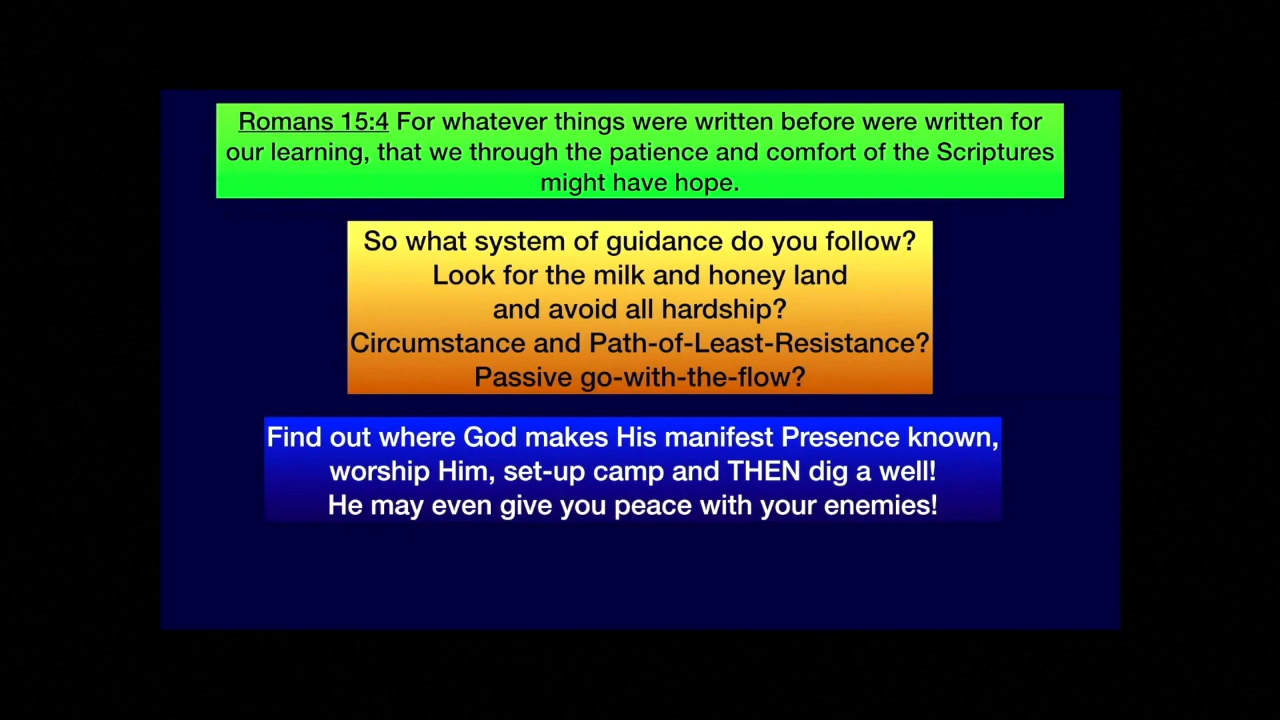 Romans 15:4 For whatever things were written before were written for
our learning, that we through the patience and comfort of the Scriptures
might have hope.
So what system of guidance do you follow?
Look for the milk and honey land
and avoid all hardship?
Circumstance and Path-of-Least-Resistance?
Passive go-with-the-flow?
Find out where God makes His manifest Presence known,
worship Him, set-up camp and THEN dig a well!
He may even give you peace with your enemies!